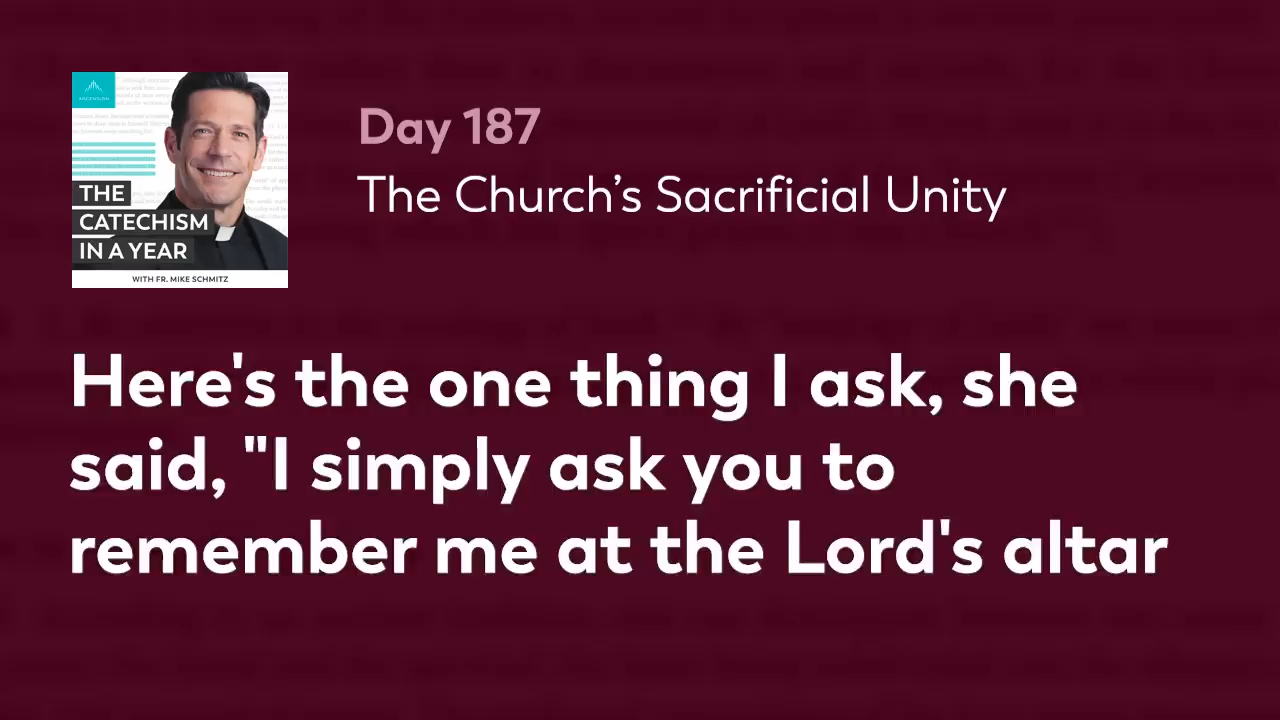 ASCENSION
THE
CATECHISM
IN A YEAR
WITH FR. MIKE SCHMITZ
Day 187
The Church’s Sacrificial Unity
Here's the one thing I ask, she
said, "I simply ask you to
remember me at the Lord's altar